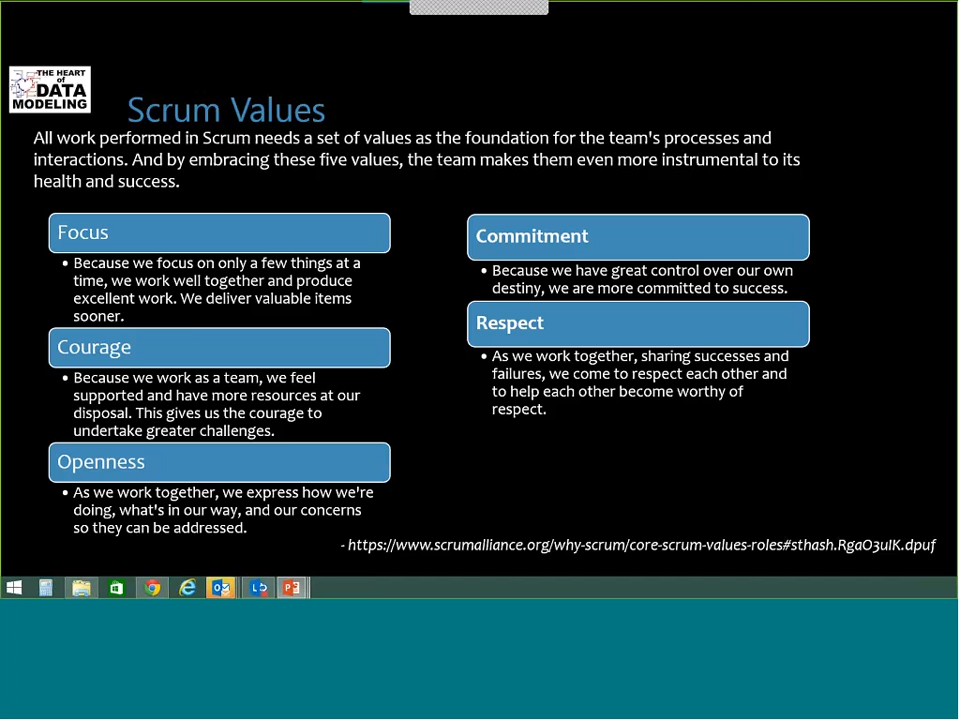 THE HEART
of
DATA
MODELING
Scrum Values
All work performed in Scrum needs a set of values as the foundation for the team's processes and
interactions. And by embracing these five values, the team makes them even more instrumental to its
health and success.
Focus
• Because we focus on only a few things at a
time, we work well together and produce
excellent work. We deliver valuable items
sooner.
Courage
• Because we work as a team, we feel
supported and have more resources at our
disposal. This gives us the courage to
undertake greater challenges.
Openness
• As we work together, we express how we're
doing, what's in our way, and our concerns
so they can be addressed.
Commitment
• Because we have great control over our own
destiny, we are more committed to success.
Respect
• As we work together, sharing successes and
failures, we come to respect each other and
to help each other become worthy of
respect.
- https://www.scrumalliance.org/why-scrum/core-scrum-values-roles#sthash.RgaO3uIK.dpuf